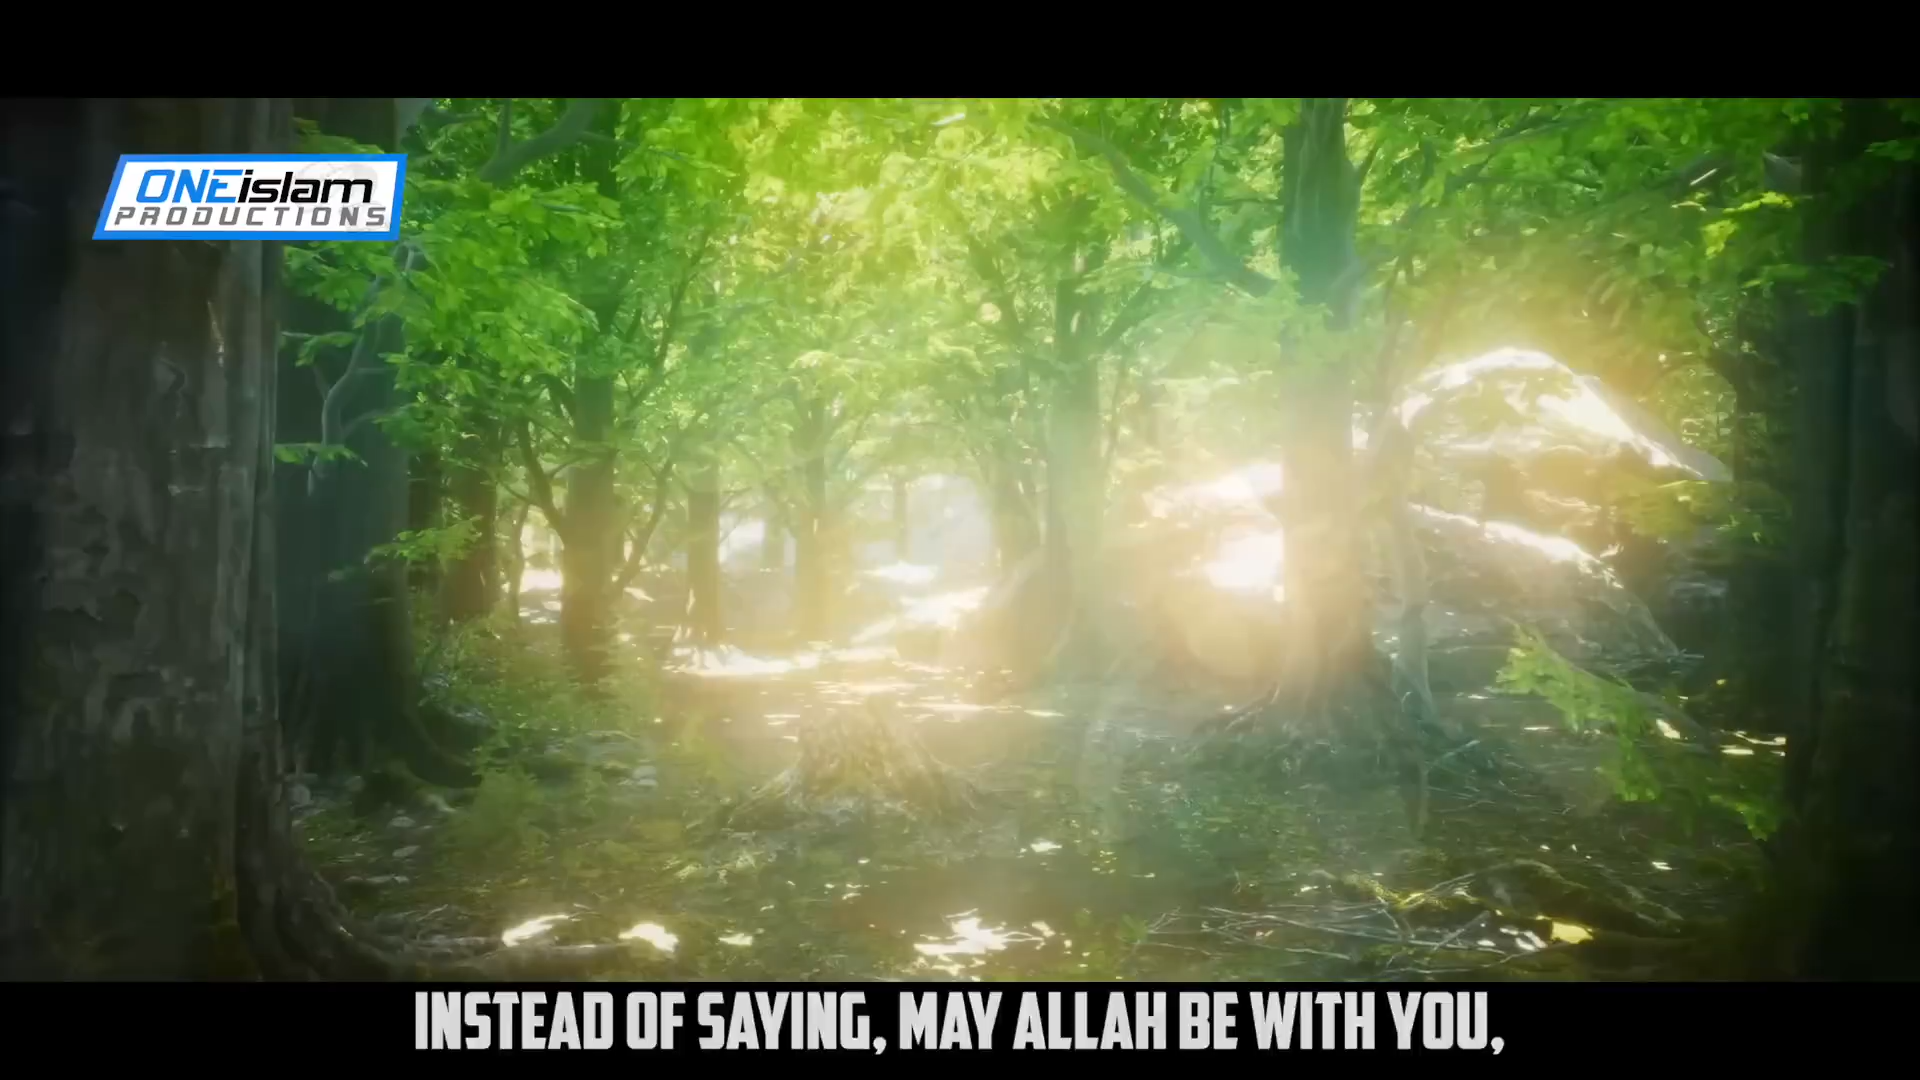 ONEislam
PRODUCTIONS
INSTEAD OF SAYING, MAY ALLAH BE WITH YOU,